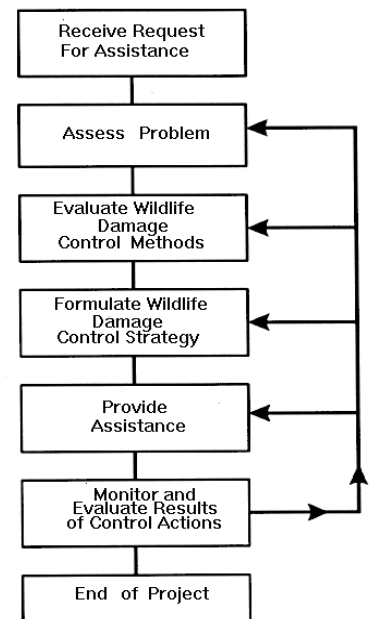 Receive Request
For Assistance
Assess Problem
Evaluate Wildlife
Damage
Control Methods
Formulate Wildlife
Damage
Control Strategy
Provide
Assistance
Monitor and
Evaluate Results
of Control Actions
End of Project